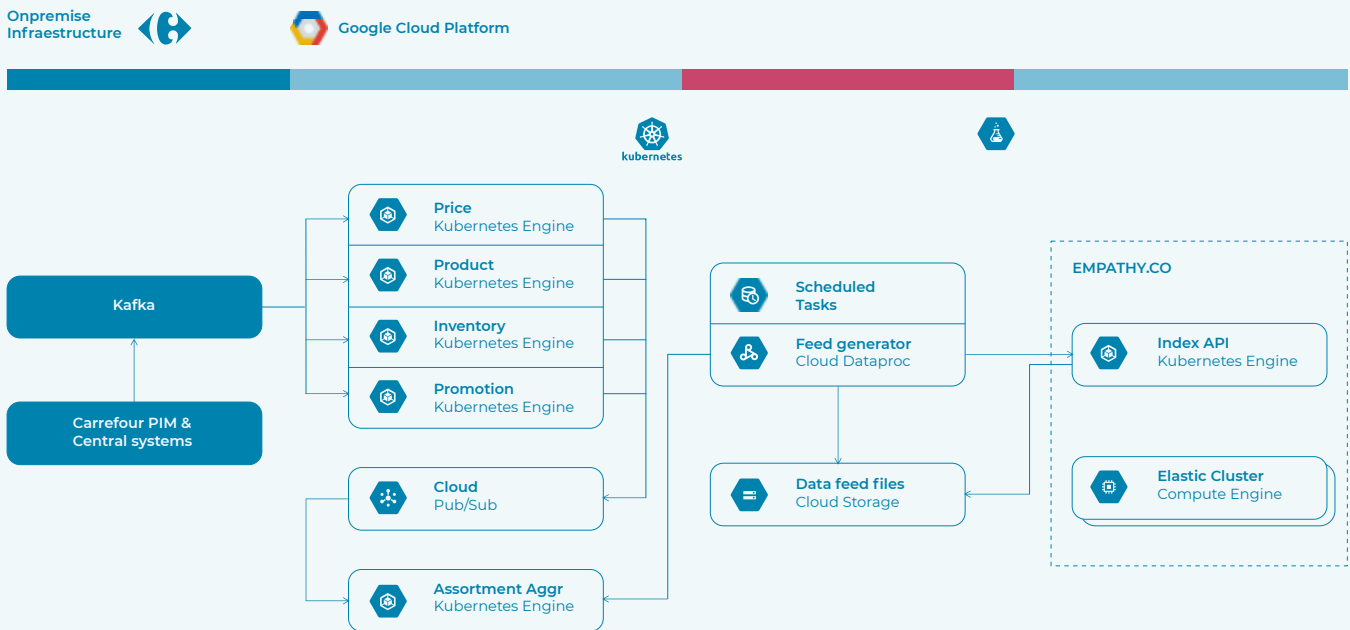 Onpremise
Infraestructure
Google Cloud Platform
kubernetes
Price
Kubernetes Engine
Product
Kubernetes Engine
Inventory
Kubernetes Engine
Promotion
Kubernetes Engine
Kafka
Carrefour PIM &
Central systems
Cloud
Pub/Sub
Assortment Aggr
Kubernetes Engine
Scheduled
Tasks
Feed generator
Cloud Dataproc
Data feed files
Cloud Storage
EMPATHY.CO
Index API
Kubernetes Engine
Elastic Cluster
Compute Engine